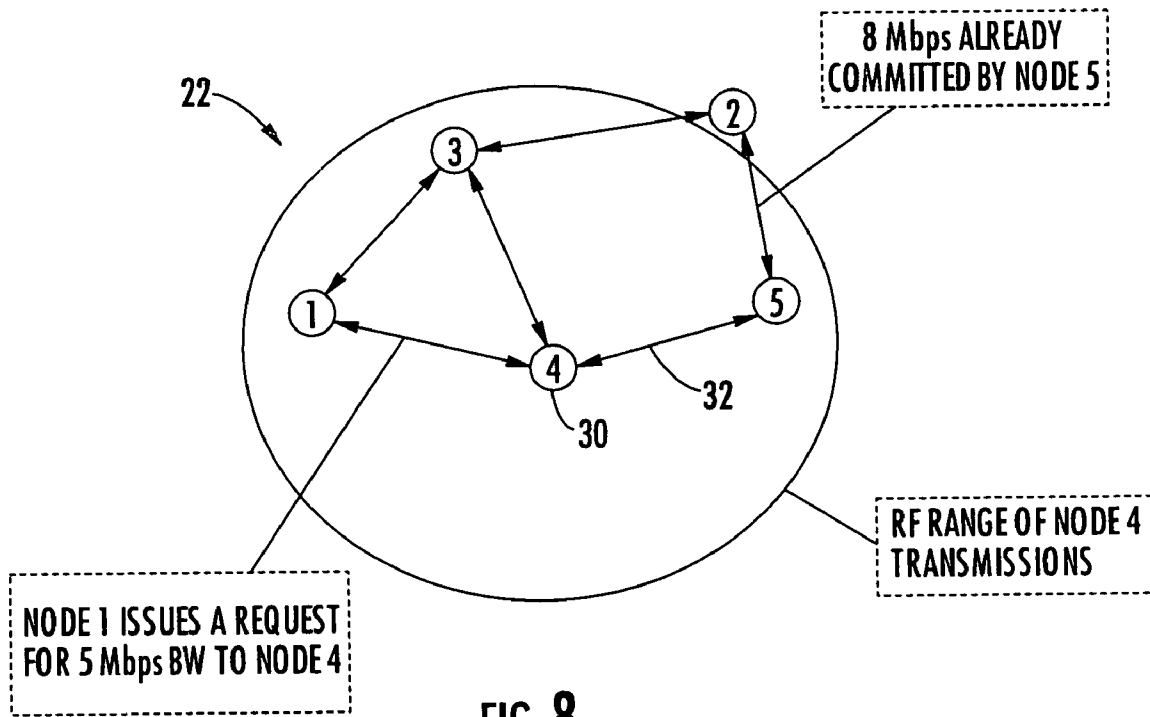 8 Mbps ALREADY
COMMITTED BY NODE 5
22
2
3
1
5
4
32
30
RF RANGE OF NODE 4
TRANSMISSIONS
NODE 1 ISSUES A REQUEST
FOR 5 Mbps BW TO NODE 4
FIG. 8